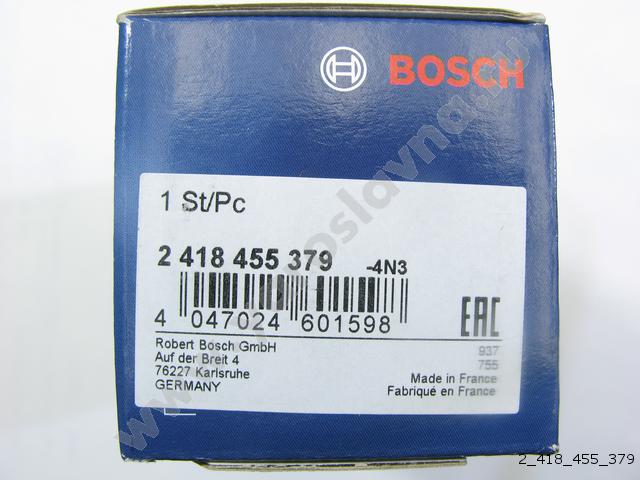 BOSCH
1 St/Pc
2 418 455 379 -4N3
4 047024 601598
EAC
Robert Bosch GmbH
Auf der Breit 4
76227 Karlsruhe
GERMANY
937
755
Made in France
Fabriqué en France
2_418_455_379